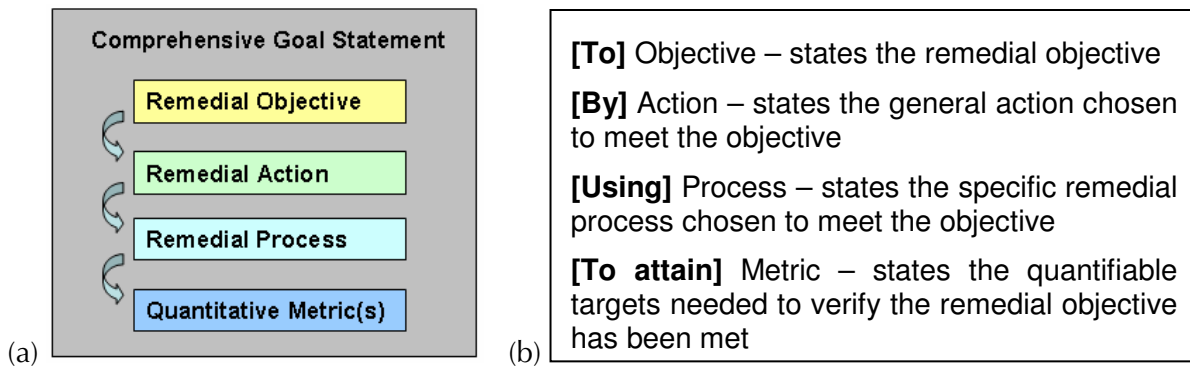 Comprehensive Goal Statement
Remedial Objective
Remedial Action
Remedial Process
Quantitative Metric(s)
(a)
[To] Objective – states the remedial objective
[By] Action – states the general action chosen
to meet the objective
[Using] Process – states the specific remedial
process chosen to meet the objective
[To attain] Metric – states the quantifiable
targets needed to verify the remedial objective
has been met
(b)